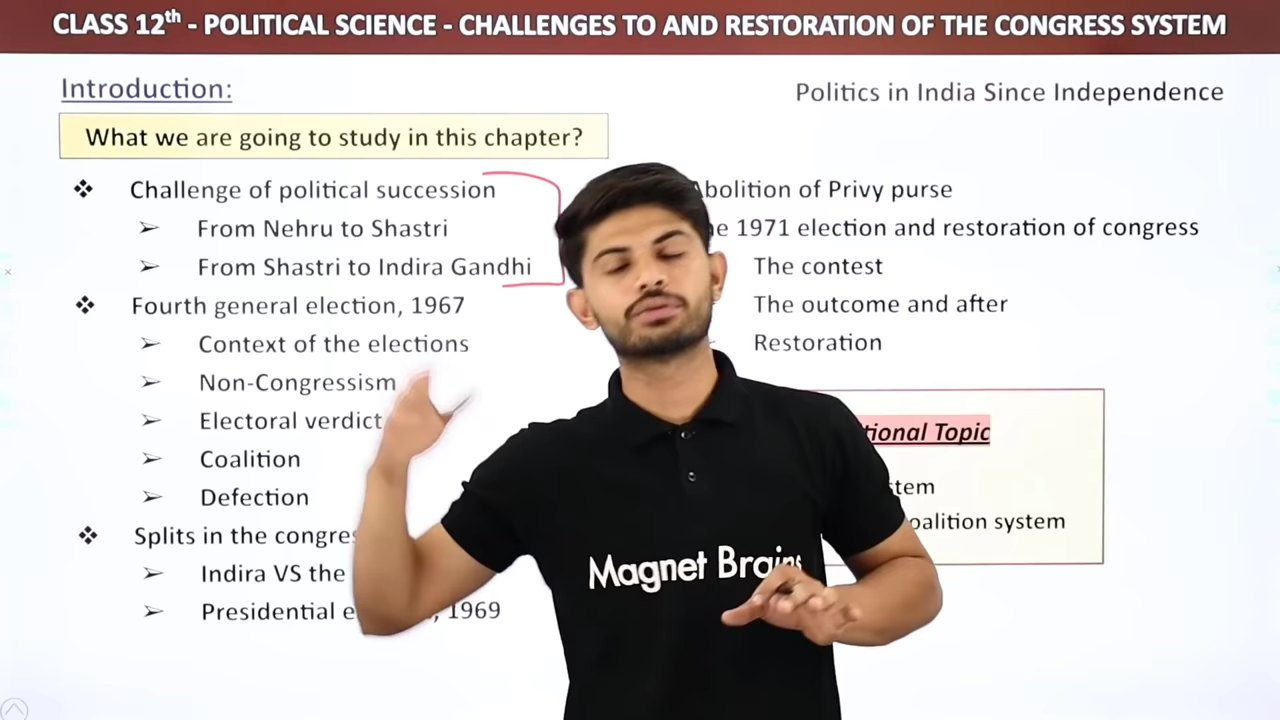 CLASS 12th - POLITICAL SCIENCE - CHALLENGES TO AND RESTORATION OF THE CONGRESS SYSTEM
Introduction:
Politics in India Since Independence
What we are going to study in this chapter?
❖ Challenge of political succession
➢ From Nehru to Shastri
➢ From Shastri to Indira Gandhi
❖ Fourth general election, 1967
➢ Context of the elections
➢ Non-Congressism
➢ Electoral verdict
➢ Coalition
➢ Defection
❖ Splits in the
➢ Indira VS the
➢ Presidential , 1969
Abolition of Privy purse
1971 election and restoration of congress
The contest
The outcome and after
Restoration
Topic
system
Magnet Brains